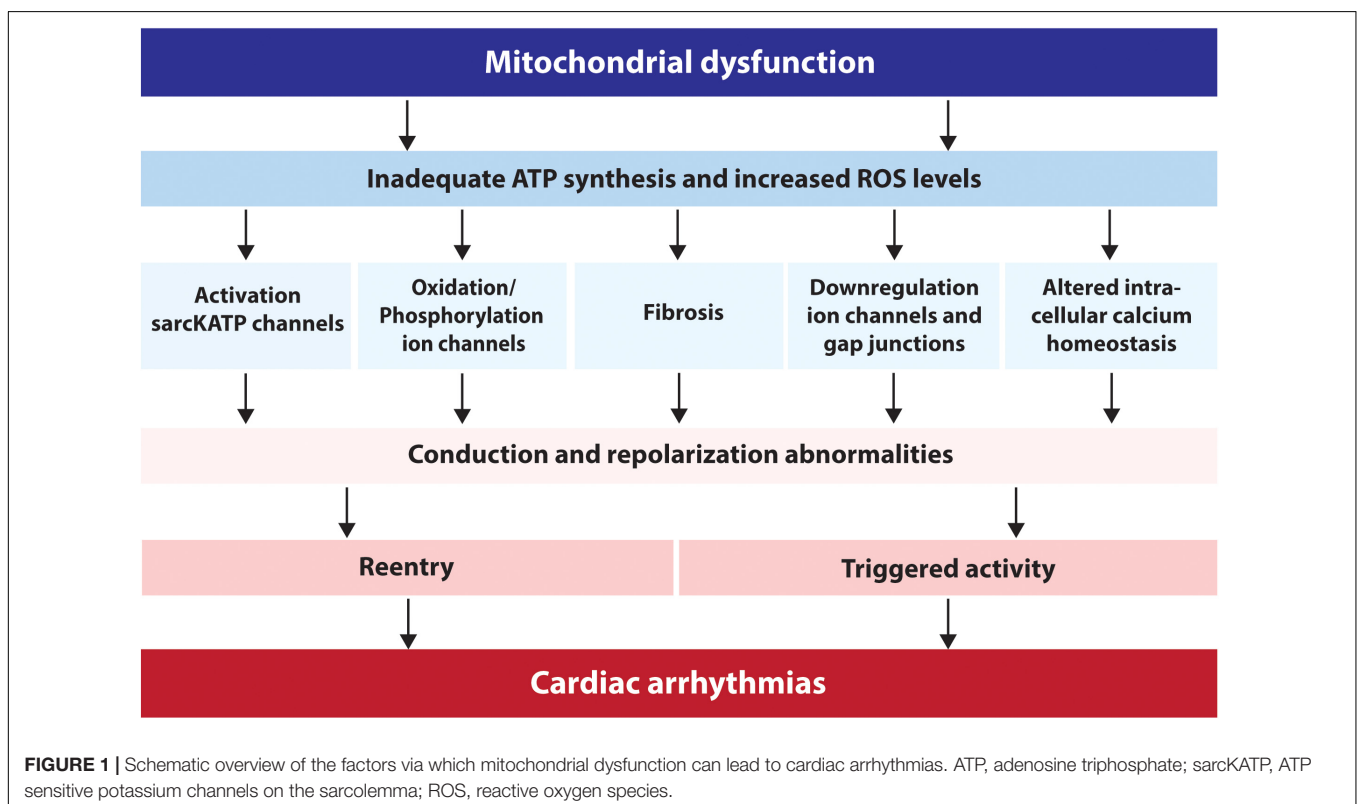 Mitochondrial dysfunction
Inadequate ATP synthesis and increased ROS levels
Activation
sarcKATP channels
Oxidation/
Phosphorylation
ion channels
Fibrosis
Downregulation
ion channels and
gap junctions
Altered intra-
cellular calcium
homeostasis
Conduction and repolarization abnormalities
Reentry
Triggered activity
Cardiac arrhythmias
FIGURE 1 | Schematic overview of the factors via which mitochondrial dysfunction can lead to cardiac arrhythmias. ATP, adenosine triphosphate; sarcKATP, ATP
sensitive potassium channels on the sarcolemma; ROS, reactive oxygen species.